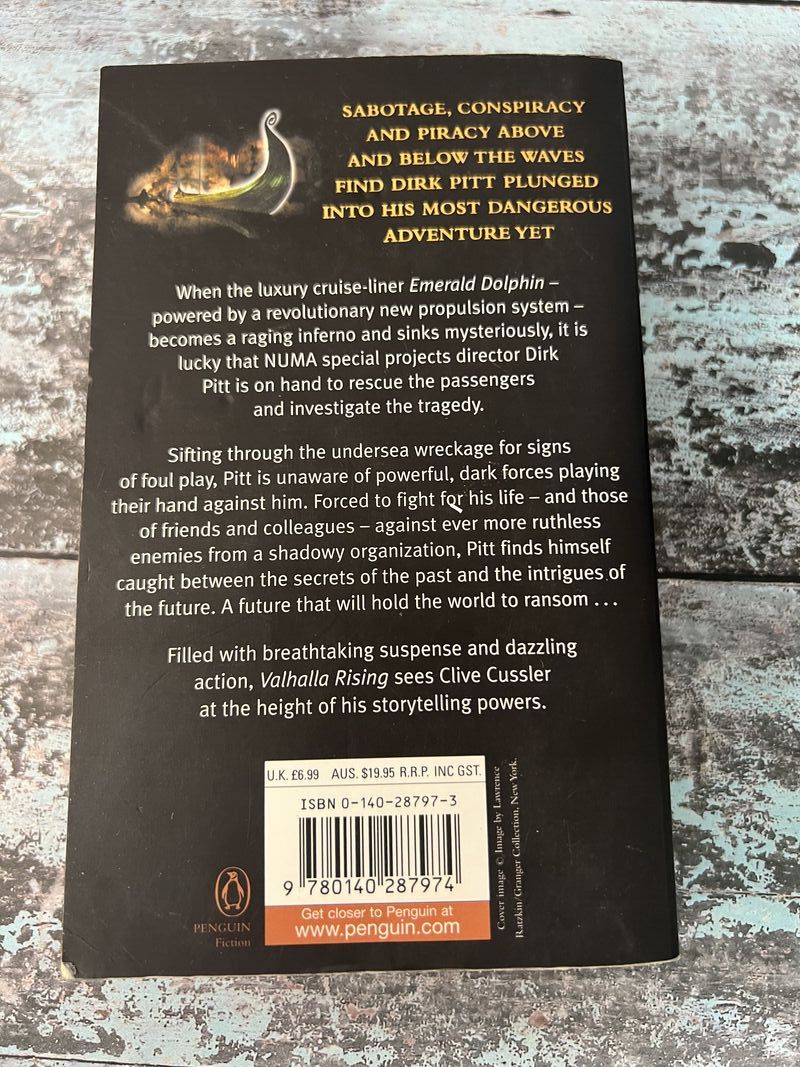 SABOTAGE, CONSPIRACY
AND PIRACY ABOVE
AND BELOW THE WAVES
FIND DIRK PITT PLUNGED
INTO HIS MOST DANGEROUS
ADVENTURE YET
When the luxury cruise-liner Emerald Dolphin –
powered by a revolutionary new propulsion system –
becomes a raging inferno and sinks mysteriously, it is
lucky that NUMA special projects director Dirk
Pitt is on hand to rescue the passengers
and investigate the tragedy.
Sifting through the undersea wreckage for signs
of foul play, Pitt is unaware of powerful, dark forces playing
their hand against him. Forced to fight for his life – and those
of friends and colleagues – against ever more ruthless
enemies from a shadowy organization, Pitt finds himself
caught between the secrets of the past and the intrigues of
the future. A future that will hold the world to ransom ...
Filled with breathtaking suspense and dazzling
action, Valhalla Rising sees Clive Cussler
at the height of his storytelling powers.
U.K. £6.99 AUS. $19.95 R.R.P. INC GST.
ISBN 0-140-28797-3
9 780140 287974
Get closer to Penguin at
www.penguin.com
PENGUIN
Fiction
Cover image © Image by Lawrence
Ratzkin/Granger Collection, New York.